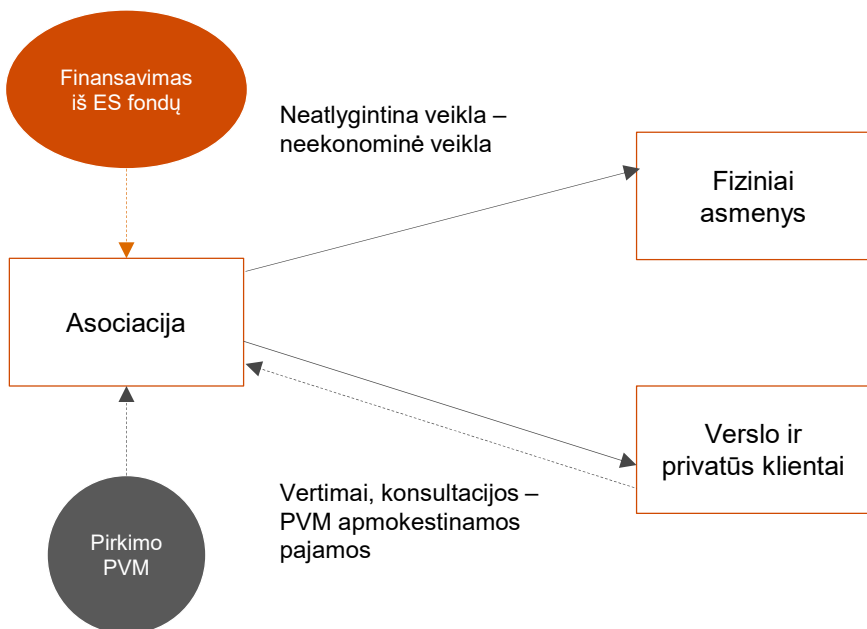 Finansavimas
iš ES fondų
Neatlygintina veikla –
neekonominė veikla
Fiziniai
asmenys
Asociacija
Verslo ir
privatūs klientai
Vertimai, konsultacijos –
PVM apmokestinamos
pajamos
Pirkimo
PVM